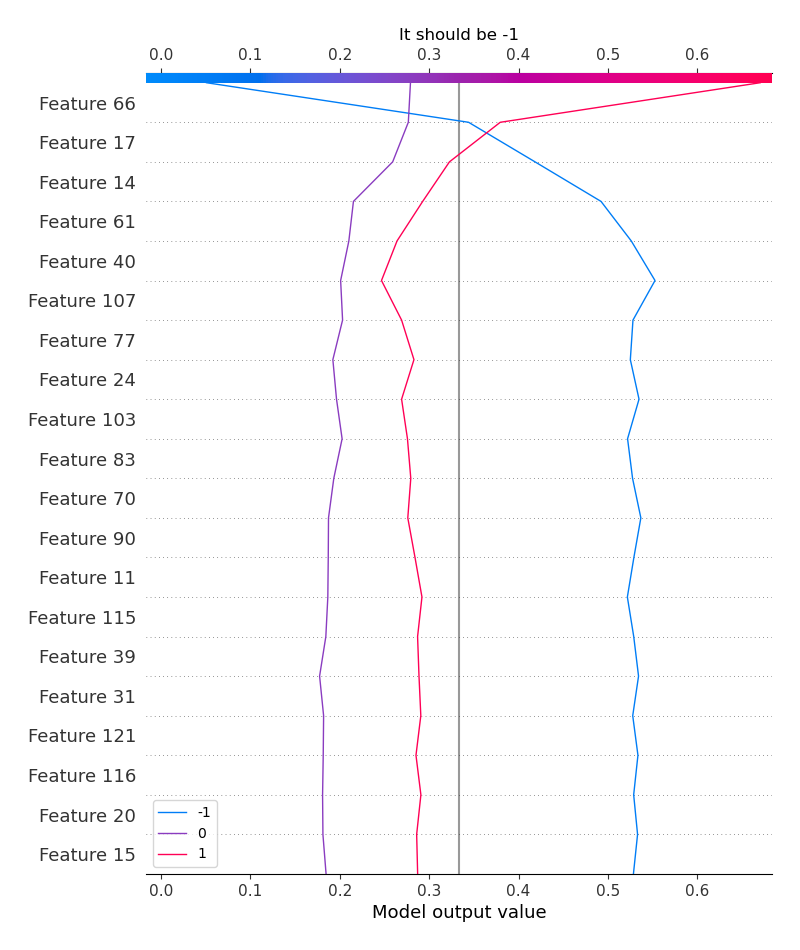 It should be -1
0.0 0.1 0.2 0.3 0.4 0.5 0.6
Feature 66
Feature 17
Feature 14
Feature 61
Feature 40
Feature 107
Feature 77
Feature 24
Feature 103
Feature 83
Feature 70
Feature 90
Feature 11
Feature 115
Feature 39
Feature 31
Feature 121
Feature 116
Feature 20
Feature 15
-1
0
1
0.0 0.1 0.2 0.3 0.4 0.5 0.6
Model output value